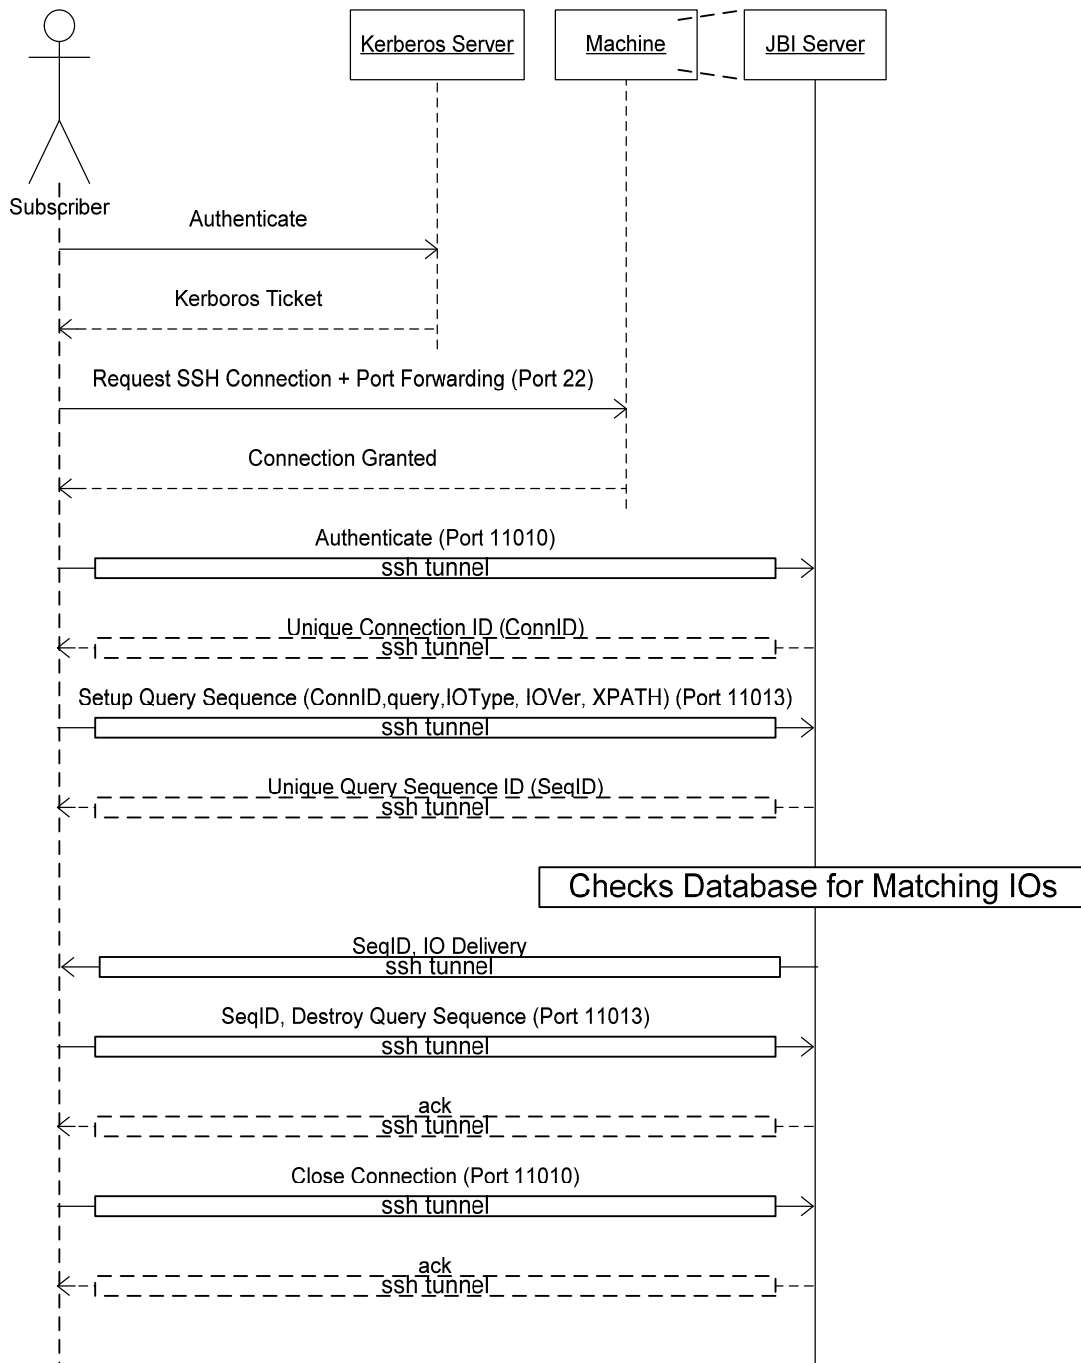 Kerberos Server
Machine
JBI Server
Subscriber
Authenticate
Kerboros Ticket
Request SSH Connection + Port Forwarding (Port 22)
Connection Granted
Authenticate (Port 11010)
ssh tunnel
Unique Connection ID (ConnID)
ssh tunnel
Setup Query Sequence (ConnID,query,IOType, IOVer, XPATH) (Port 11013)
ssh tunnel
Unique Query Sequence ID (SeqID)
ssh tunnel
Checks Database for Matching IOs
SeqID, IO Delivery
ssh tunnel
SeqID, Destroy Query Sequence (Port 11013)
ssh tunnel
ack
ssh tunnel
Close Connection (Port 11010)
ssh tunnel
ack
ssh tunnel